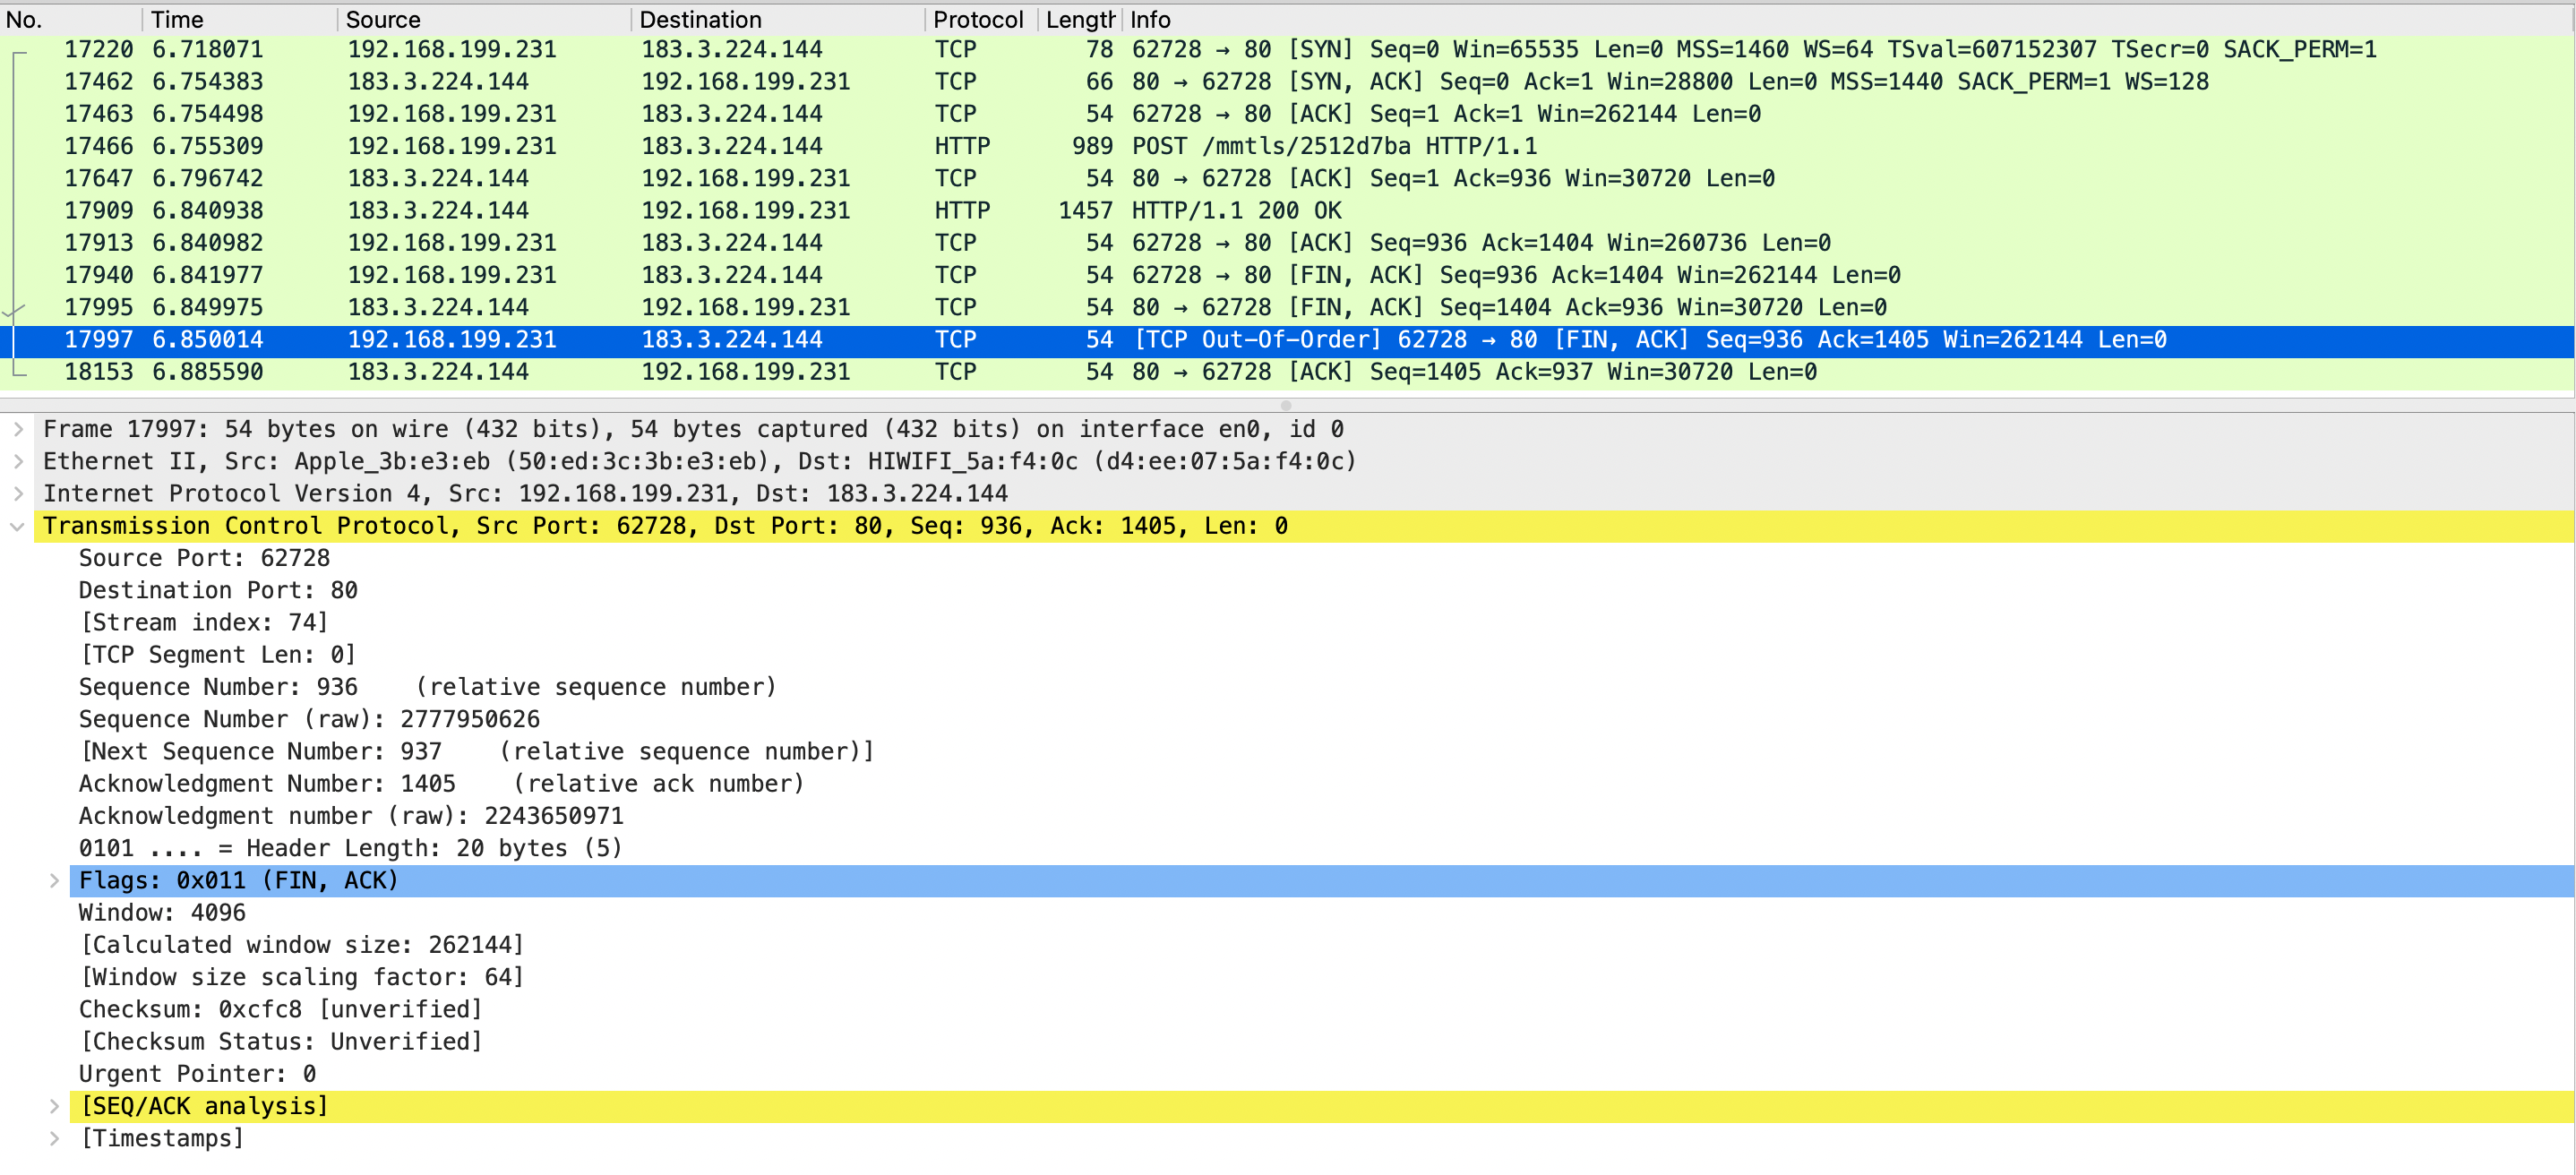 No. Time Source Destination Protocol Length Info
17220 6.718071 192.168.199.231 183.3.224.144 TCP 78 62728 → 80 [SYN] Seq=0 Win=65535 Len=0 MSS=1460 WS=64 TSval=607152307 TSecr=0 SACK_PERM=1
17462 6.754383 183.3.224.144 192.168.199.231 TCP 66 80 → 62728 [SYN, ACK] Seq=0 Ack=1 Win=28800 Len=0 MSS=1440 SACK_PERM=1 WS=128
17463 6.754498 192.168.199.231 183.3.224.144 TCP 54 62728 → 80 [ACK] Seq=1 Ack=1 Win=262144 Len=0
17466 6.755309 192.168.199.231 183.3.224.144 HTTP 989 POST /mmtls/2512d7ba HTTP/1.1
17647 6.796742 183.3.224.144 192.168.199.231 TCP 54 80 → 62728 [ACK] Seq=1 Ack=936 Win=30720 Len=0
17909 6.840938 183.3.224.144 192.168.199.231 HTTP 1457 HTTP/1.1 200 OK
17913 6.840982 192.168.199.231 183.3.224.144 TCP 54 62728 → 80 [ACK] Seq=936 Ack=1404 Win=260736 Len=0
17940 6.841977 192.168.199.231 183.3.224.144 TCP 54 62728 → 80 [FIN, ACK] Seq=936 Ack=1404 Win=262144 Len=0
17995 6.849975 183.3.224.144 192.168.199.231 TCP 54 80 → 62728 [FIN, ACK] Seq=1404 Ack=936 Win=30720 Len=0
17997 6.850014 192.168.199.231 183.3.224.144 TCP 54 [TCP Out-Of-Order] 62728 → 80 [FIN, ACK] Seq=936 Ack=1405 Win=262144 Len=0
18153 6.885590 183.3.224.144 192.168.199.231 TCP 54 80 → 62728 [ACK] Seq=1405 Ack=937 Win=30720 Len=0
Frame 17997: 54 bytes on wire (432 bits), 54 bytes captured (432 bits) on interface en0, id 0
Ethernet II, Src: Apple_3b:e3:eb (50:ed:3c:3b:e3:eb), Dst: HIWIFI_5a:f4:0c (d4:ee:07:5a:f4:0c)
Internet Protocol Version 4, Src: 192.168.199.231, Dst: 183.3.224.144
Transmission Control Protocol, Src Port: 62728, Dst Port: 80, Seq: 936, Ack: 1405, Len: 0
Source Port: 62728
Destination Port: 80
[Stream index: 74]
[TCP Segment Len: 0]
Sequence Number: 936 (relative sequence number)
Sequence Number (raw): 2777950626
[Next Sequence Number: 937 (relative sequence number)]
Acknowledgment Number: 1405 (relative ack number)
Acknowledgment number (raw): 2243650971
0101 .... = Header Length: 20 bytes (5)
Flags: 0x011 (FIN, ACK)
Window: 4096
[Calculated window size: 262144]
[Window size scaling factor: 64]
Checksum: 0xcfc8 [unverified]
[Checksum Status: Unverified]
Urgent Pointer: 0
[SEQ/ACK analysis]
[Timestamps]